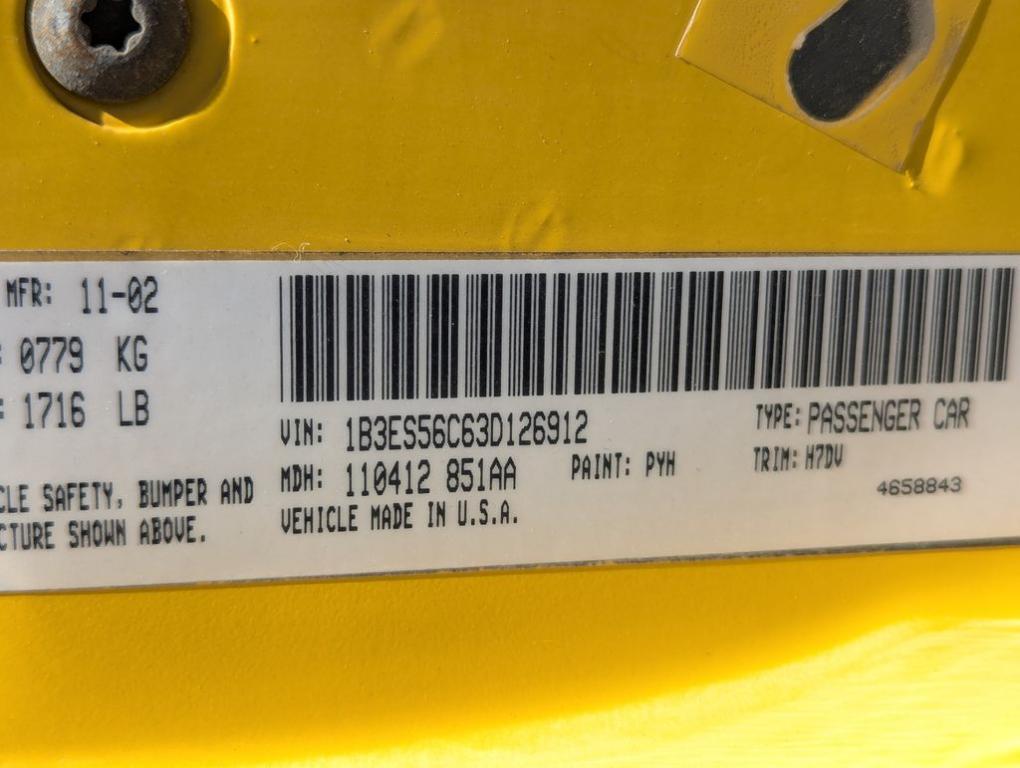 MFR: 11-02
: 0779 KG
: 1716 LB
CLE SAFETY, BUMPER AND
CTURE SHOWN ABOVE.
VIN: 1B3ES56C63D126912
TYPE: PASSENGER CAR
MDH: 110412 851AA
PAINT: PYH
TRIM: H7DV
4658843
VEHICLE MADE IN U.S.A.